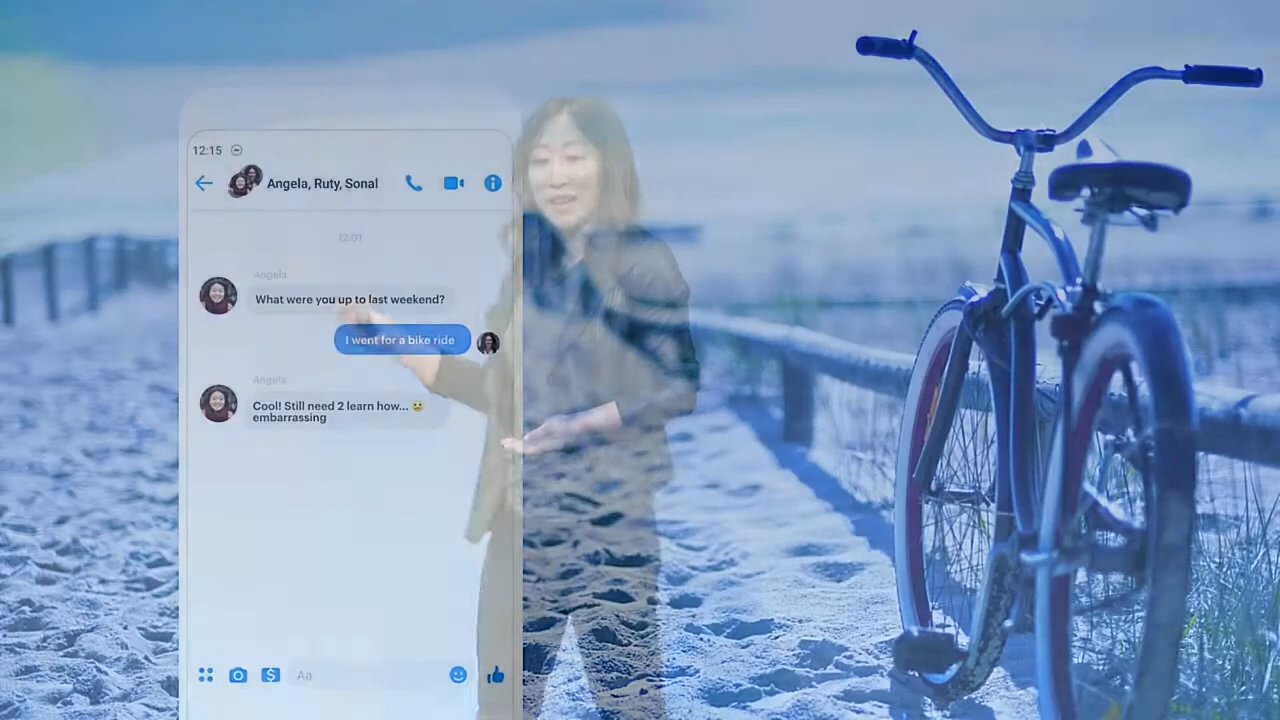 12:15
Angela, Ruty, Sonal
12:01
Angela
What were you up to last weekend?
I went for a bike ride
Angela
Cool! Still need 2 learn how... 😕
embarrassing
Aa